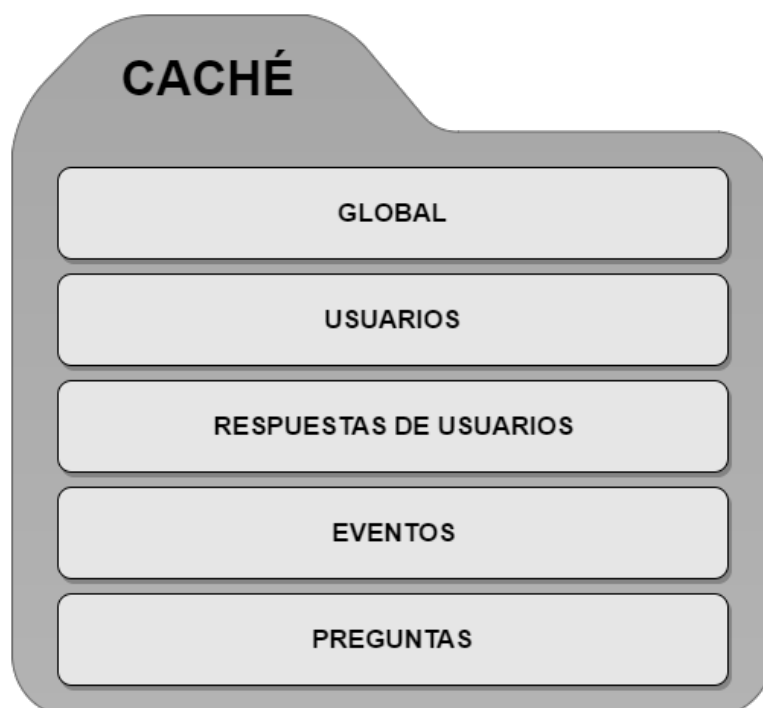 CACHÉ
GLOBAL
USUARIOS
RESPUESTAS DE USUARIOS
EVENTOS
PREGUNTAS